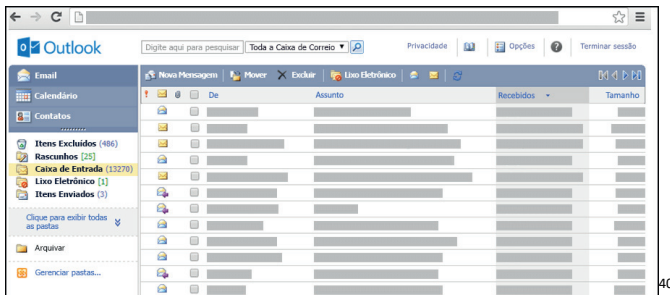 Outlook
Digite aqui para pesquisar Toda a Caixa de Correio Privacidade Opções Terminar sessão
Email
Nova Mensagem Mover Excluir Lixo Eletrônico
Calendário
De Assunto Recebidos Tamanho
Contatos
Itens Excluídos (486)
Rascunhos [25]
Caixa de Entrada (13270)
Lixo Eletrônico [1]
Itens Enviados (3)
Clique para exibir todas
as pastas
Arquivar
Gerenciar pastas...
40